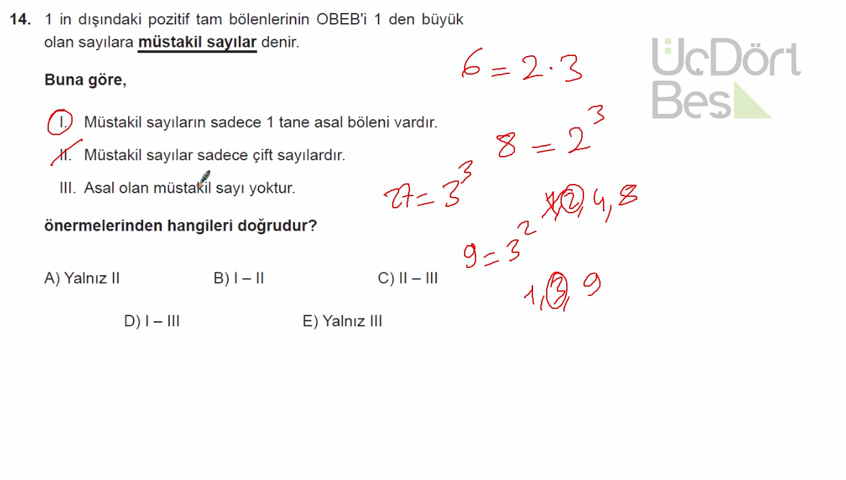 14. 1 in dışındaki pozitif tam bölenlerinin OBEB'i 1 den büyük
olan sayılara müstakil sayılar denir.
Buna göre,
I. Müstakil sayıların sadece 1 tane asal böleni vardır.
II. Müstakil sayılar sadece çift sayılardır.
III. Asal olan müstakil sayı yoktur.
önermelerinden hangileri doğrudur?
A) Yalnız II B) I – II C) II – III
D) I – III E) Yalnız III
6 = 2 · 3
8 = 2³
27 = 3³
1, 2, 4, 8
9 = 3²
1, 3, 9
ÜçDört
Beş